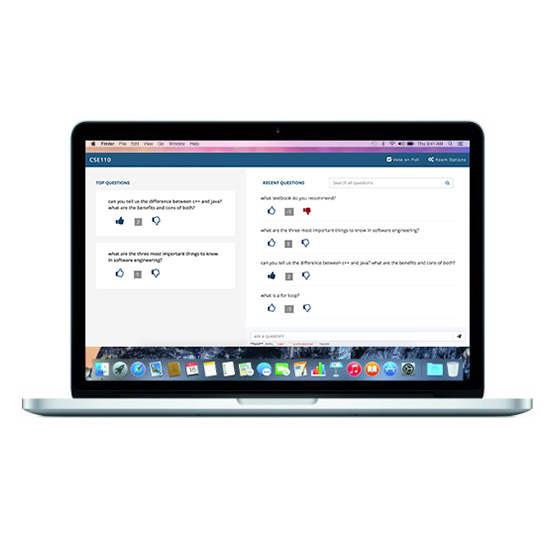 Finder File Edit View Go Window Help
Thu 9:41 AM
CSE110
Vote on Poll
Room Options
TOP QUESTIONS
can you tell us the difference between c++ and java?
what are the benefits and cons of both?
2
what are the three most important things to know
in software engineering?
1
RECENT QUESTIONS
Search all questions
what textbook do you recommend?
-1
what are the three most important things to know in software engineering?
1
can you tell us the difference between c++ and java? what are the benefits and cons of both?
2
what is a for loop?
1
ask a question!